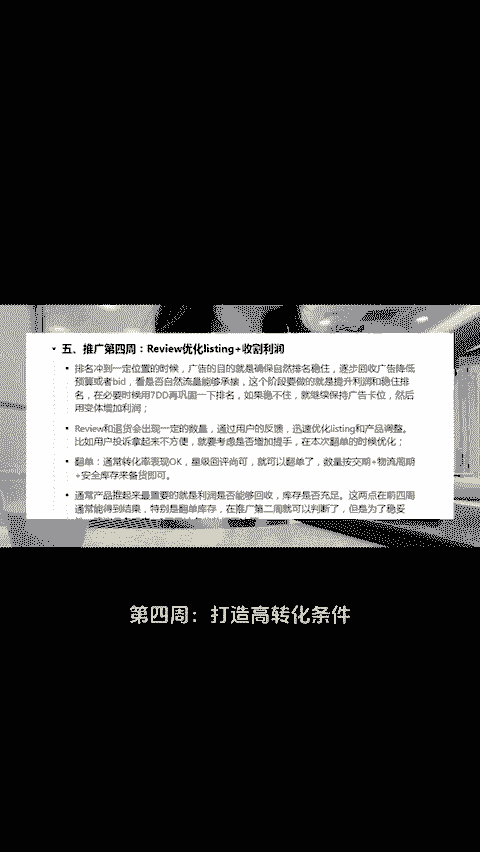 五、推广第四周：Review优化listing+收割利润
排名冲到一定位置的时候，广告的目的就是确保自然排名稳住，逐步回收广告降低
预算或者bid，看是否自然流量能够承接，这个阶段要做的就是提升利润和稳住排
名，在必要时候用7DD再巩固一下排名，如果稳不住，就继续保持广告卡位，然后
用变体增加利润；
Review和退货会出现一定的数量，通过用户的反馈，迅速优化listing和产品调整。
比如用户投诉拿起来不方便，就要考虑是否增加提手，在本次翻单的时候优化；
翻单：通常转化率表现OK，星级回评尚可，就可以翻单了，数量按交期+物流周期
+安全库存来备货即可。
通常产品推起来最重要的就是利润是否能够回收，库存是否充足。这两点在前四周
通常能得到结果，特别是翻单库存，在推广第二周就可以判断了，但是为了稳妥
第四周：打造高转化条件